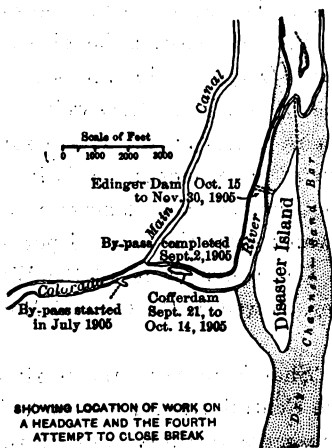 Scale of Feet
0 1000 2000 3000
Canal
Main
Edinger Dam Oct. 15
to Nov. 30, 1905
River
By-pass completed
Sept. 2, 1905
Disaster Island
Channel-Sand Bar
Dry
Colorado
By-pass started
in July 1905
Cofferdam
Sept. 21, to
Oct. 14, 1905
SHOWING LOCATION OF WORK ON
A HEADGATE AND THE FOURTH
ATTEMPT TO CLOSE BREAK